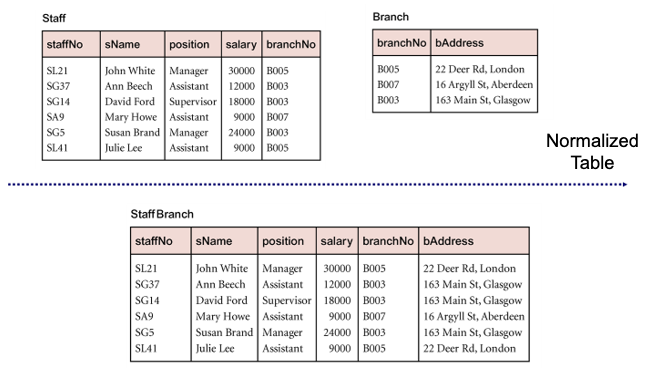 Staff
staffNo sName position salary branchNo
SL21 John White Manager 30000 B005
SG37 Ann Beech Assistant 12000 B003
SG14 David Ford Supervisor 18000 B003
SA9 Mary Howe Assistant 9000 B007
SG5 Susan Brand Manager 24000 B003
SL41 Julie Lee Assistant 9000 B005
Branch
branchNo bAddress
B005 22 Deer Rd, London
B007 16 Argyll St, Aberdeen
B003 163 Main St, Glasgow
Normalized
Table
StaffBranch
staffNo sName position salary branchNo bAddress
SL21 John White Manager 30000 B005 22 Deer Rd, London
SG37 Ann Beech Assistant 12000 B003 163 Main St, Glasgow
SG14 David Ford Supervisor 18000 B003 163 Main St, Glasgow
SA9 Mary Howe Assistant 9000 B007 16 Argyll St, Aberdeen
SG5 Susan Brand Manager 24000 B003 163 Main St, Glasgow
SL41 Julie Lee Assistant 9000 B005 22 Deer Rd, London